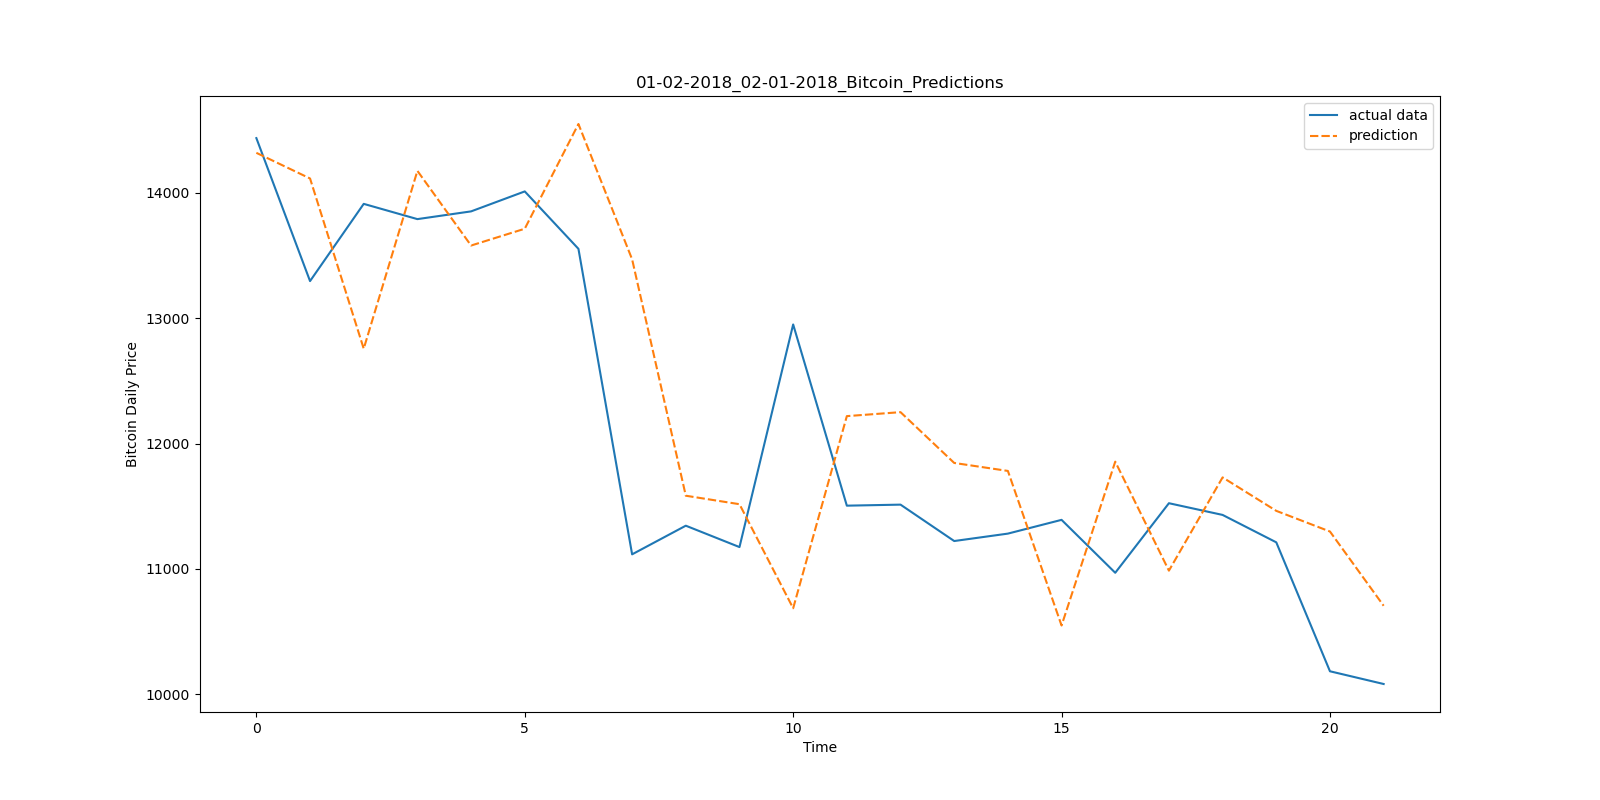 01-02-2018_02-01-2018_Bitcoin_Predictions
actual data
prediction
Bitcoin Daily Price
14000
13000
12000
11000
10000
0 5 10 15 20
Time